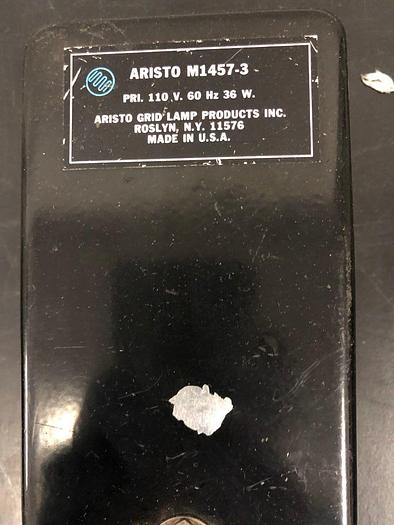 ARISTO M1457-3
PRI. 110 V. 60 Hz 36 W.
ARISTO GRID LAMP PRODUCTS INC.
ROSLYN, N.Y. 11576
MADE IN U.S.A.